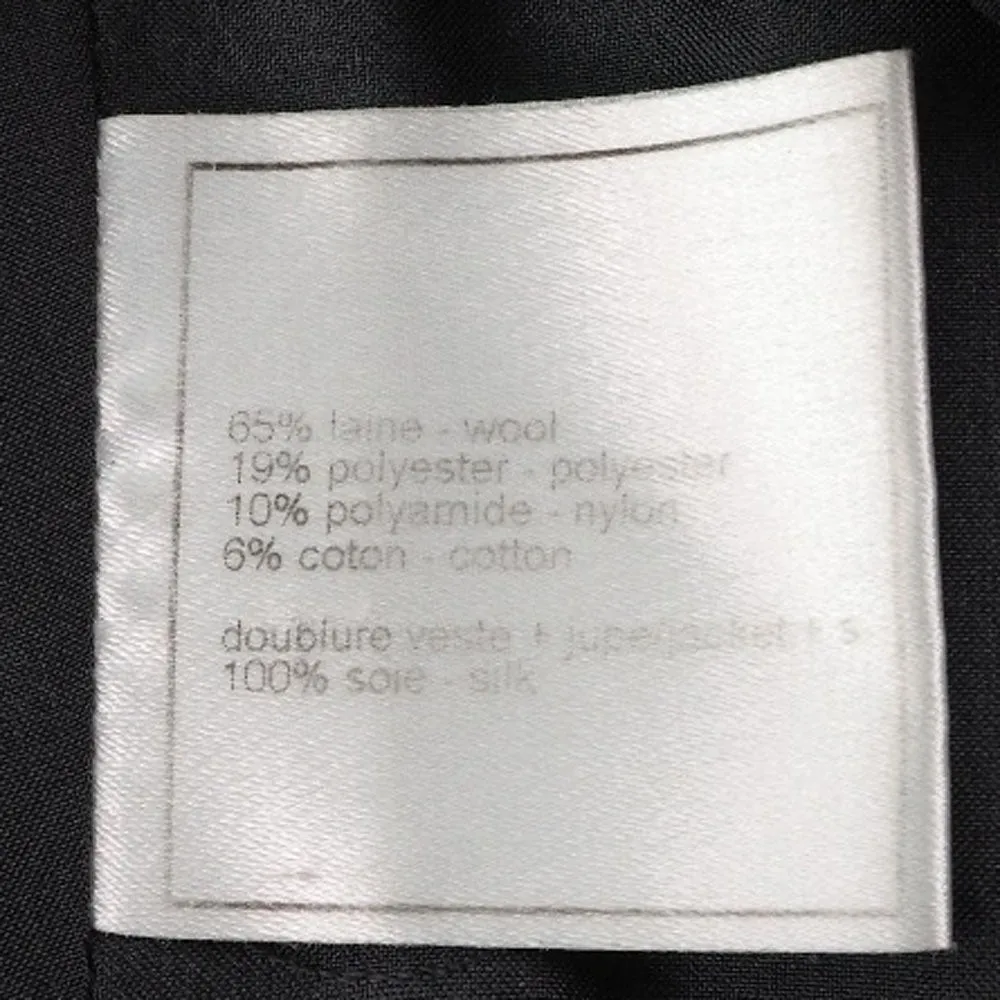 65% laine - wool
19% polyester - polyester
10% polyamide - nylon
6% coton - cotton
doublure veste + jupe-jacket + s
100% soie - silk